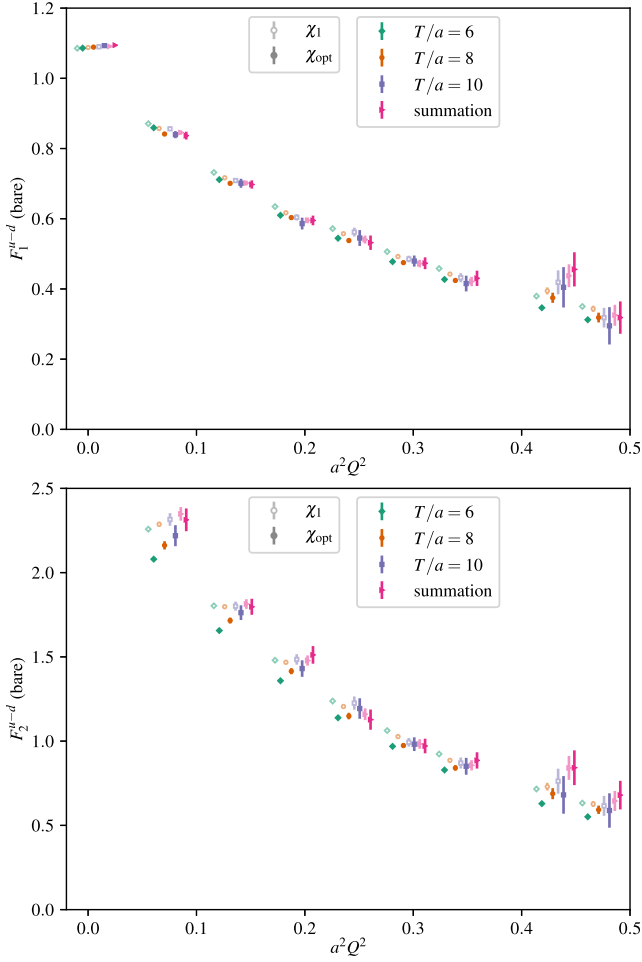 1.2
1.0
0.8
0.6
0.4
0.2
0.0
F₁ᵘ⁻ᵈ (bare)
χ₁
χopt
T/a = 6
T/a = 8
T/a = 10
summation
0.0 0.1 0.2 0.3 0.4 0.5
a²Q²
2.5
2.0
1.5
1.0
0.5
0.0
F₂ᵘ⁻ᵈ (bare)
χ₁
χopt
T/a = 6
T/a = 8
T/a = 10
summation
0.0 0.1 0.2 0.3 0.4 0.5
a²Q²